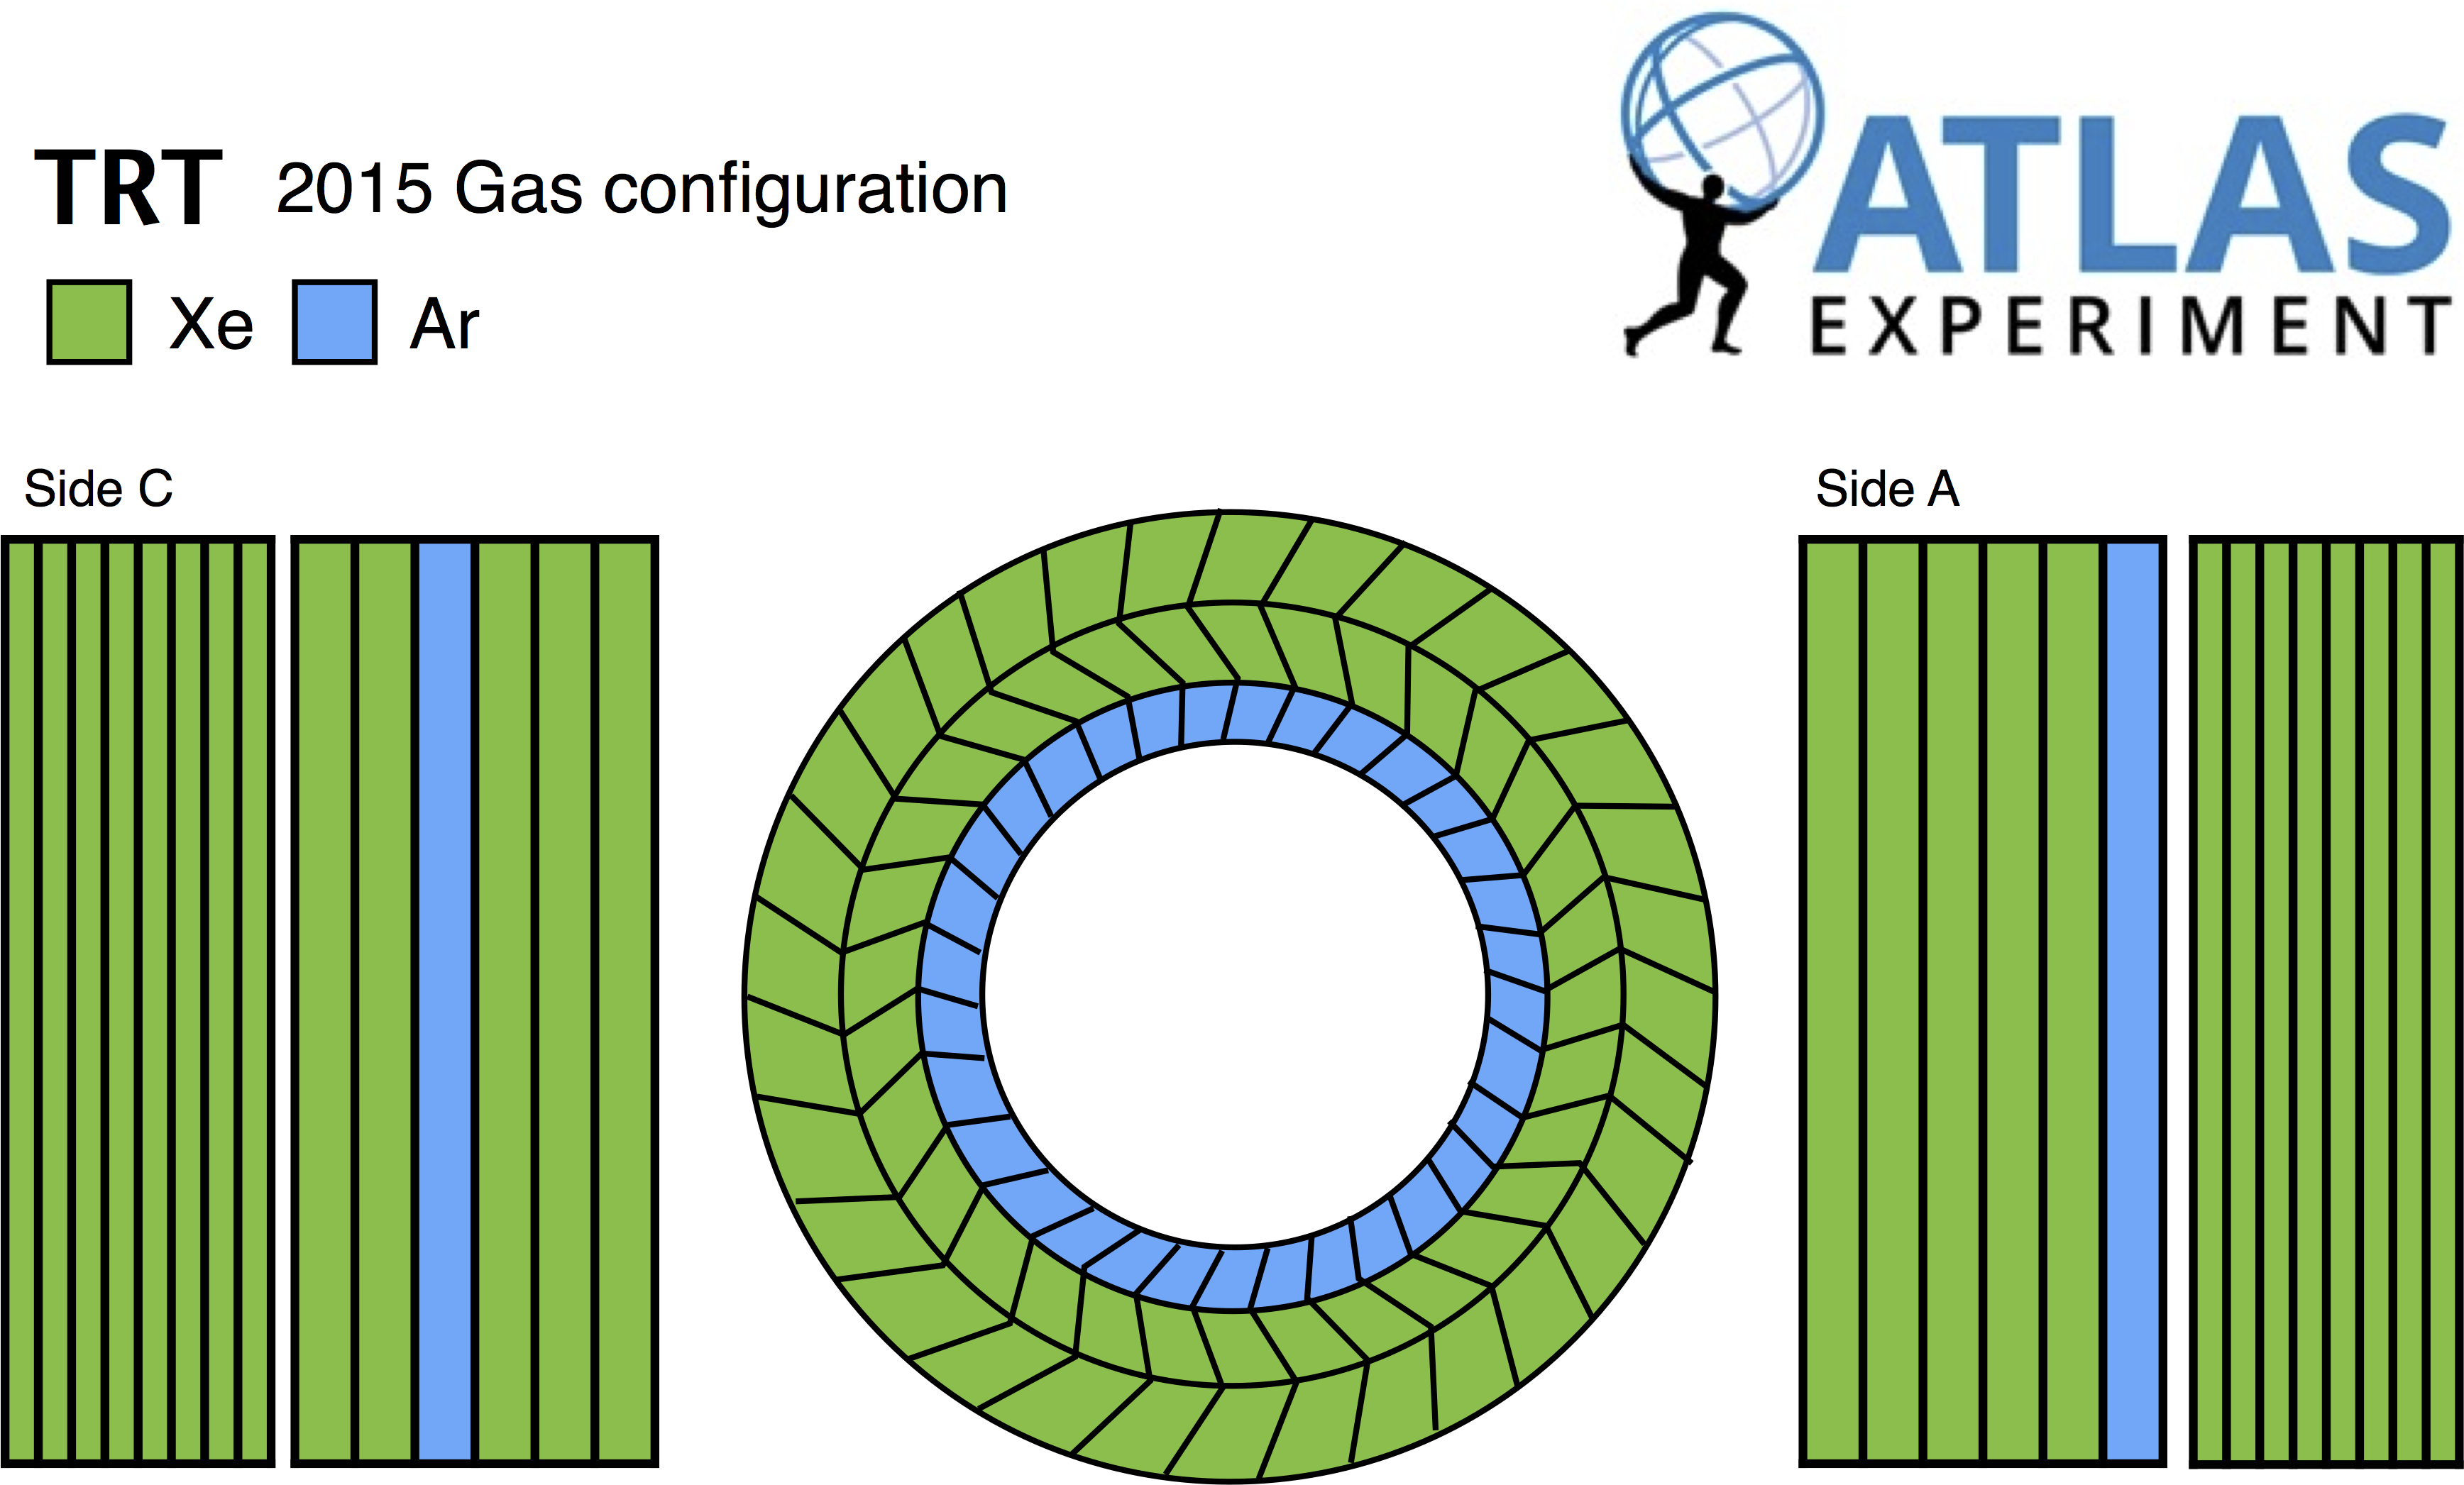 TRT 2015 Gas configuration
Xe Ar
ATLAS
EXPERIMENT
Side C
Side A